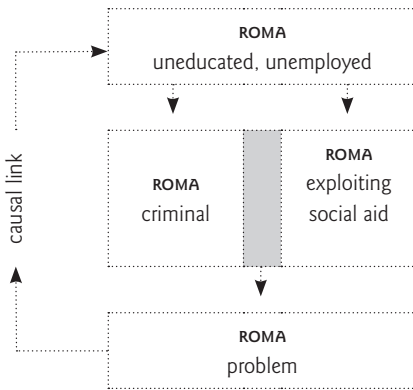 ROMA
uneducated, unemployed
causal link
ROMA
criminal
ROMA
exploiting
social aid
ROMA
problem